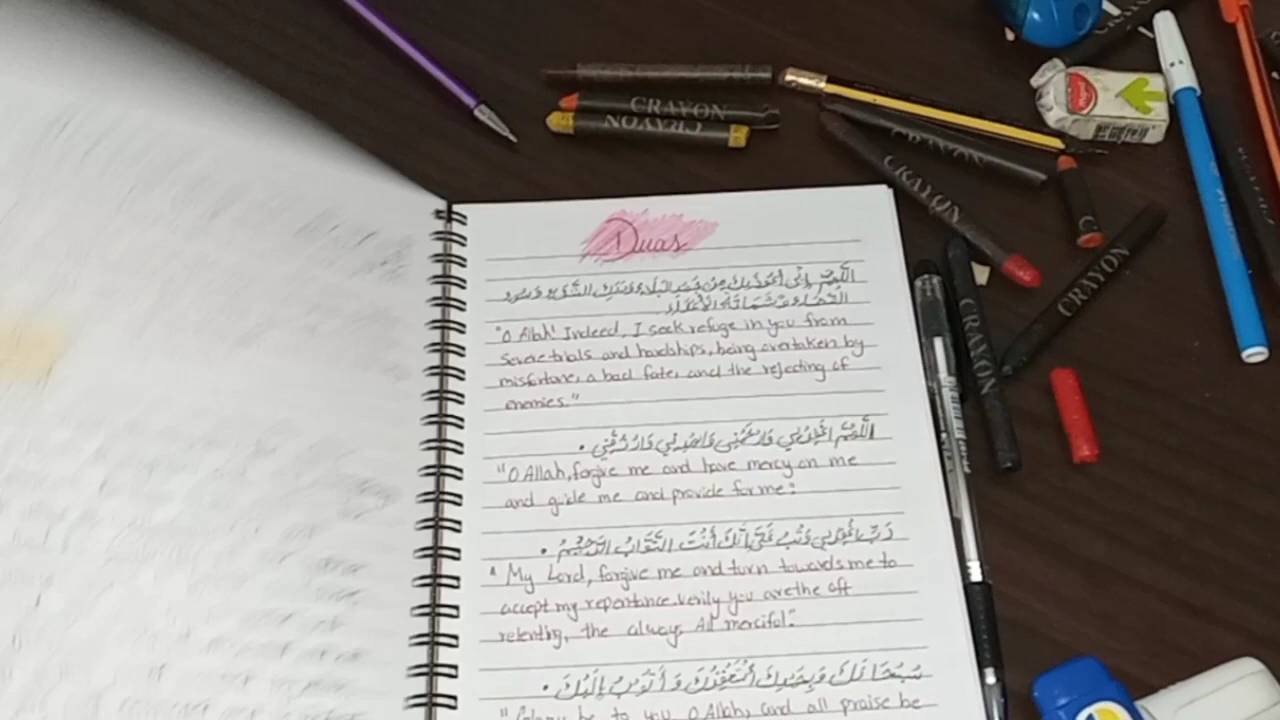 Duas
اللَّهُمَّ إِنِّي أَعُوذُ بِكَ مِنْ جَهْدِ الْبَلَاءِ وَدَرَكِ الشَّقَاءِ وَسُوءِ
الْقَضَاءِ وَشَمَاتَةِ الْأَعْدَاءِ
"O Allah! Indeed, I seek refuge in you from
severe trials and hardships, being overtaken by
misfortune, a bad fate, and the rejoicing of
enemies."
اللَّهُمَّ اغْفِرْ لِي وَارْحَمْنِي وَاهْدِنِي وَارْزُقْنِي .
"O Allah, forgive me and have mercy on me
and guide me and provide for me."
رَبِّ اغْفِرْ لِي وَتُبْ عَلَيَّ إِنَّكَ أَنْتَ التَّوَّابُ الرَّحِيمُ .
" My Lord, forgive me and turn towards me to
accept my repentance. verily you are the oft
relenting, the always All merciful."
سُبْحَانَكَ وَبِحَمْدِكَ أَسْتَغْفِرُكَ وَأَتُوبُ إِلَيْكَ .
"Glory be to you O Allah, and all praise be
CRAYON
CRAYON
CRAYON
CRAYON
CRAYON
CRAYON